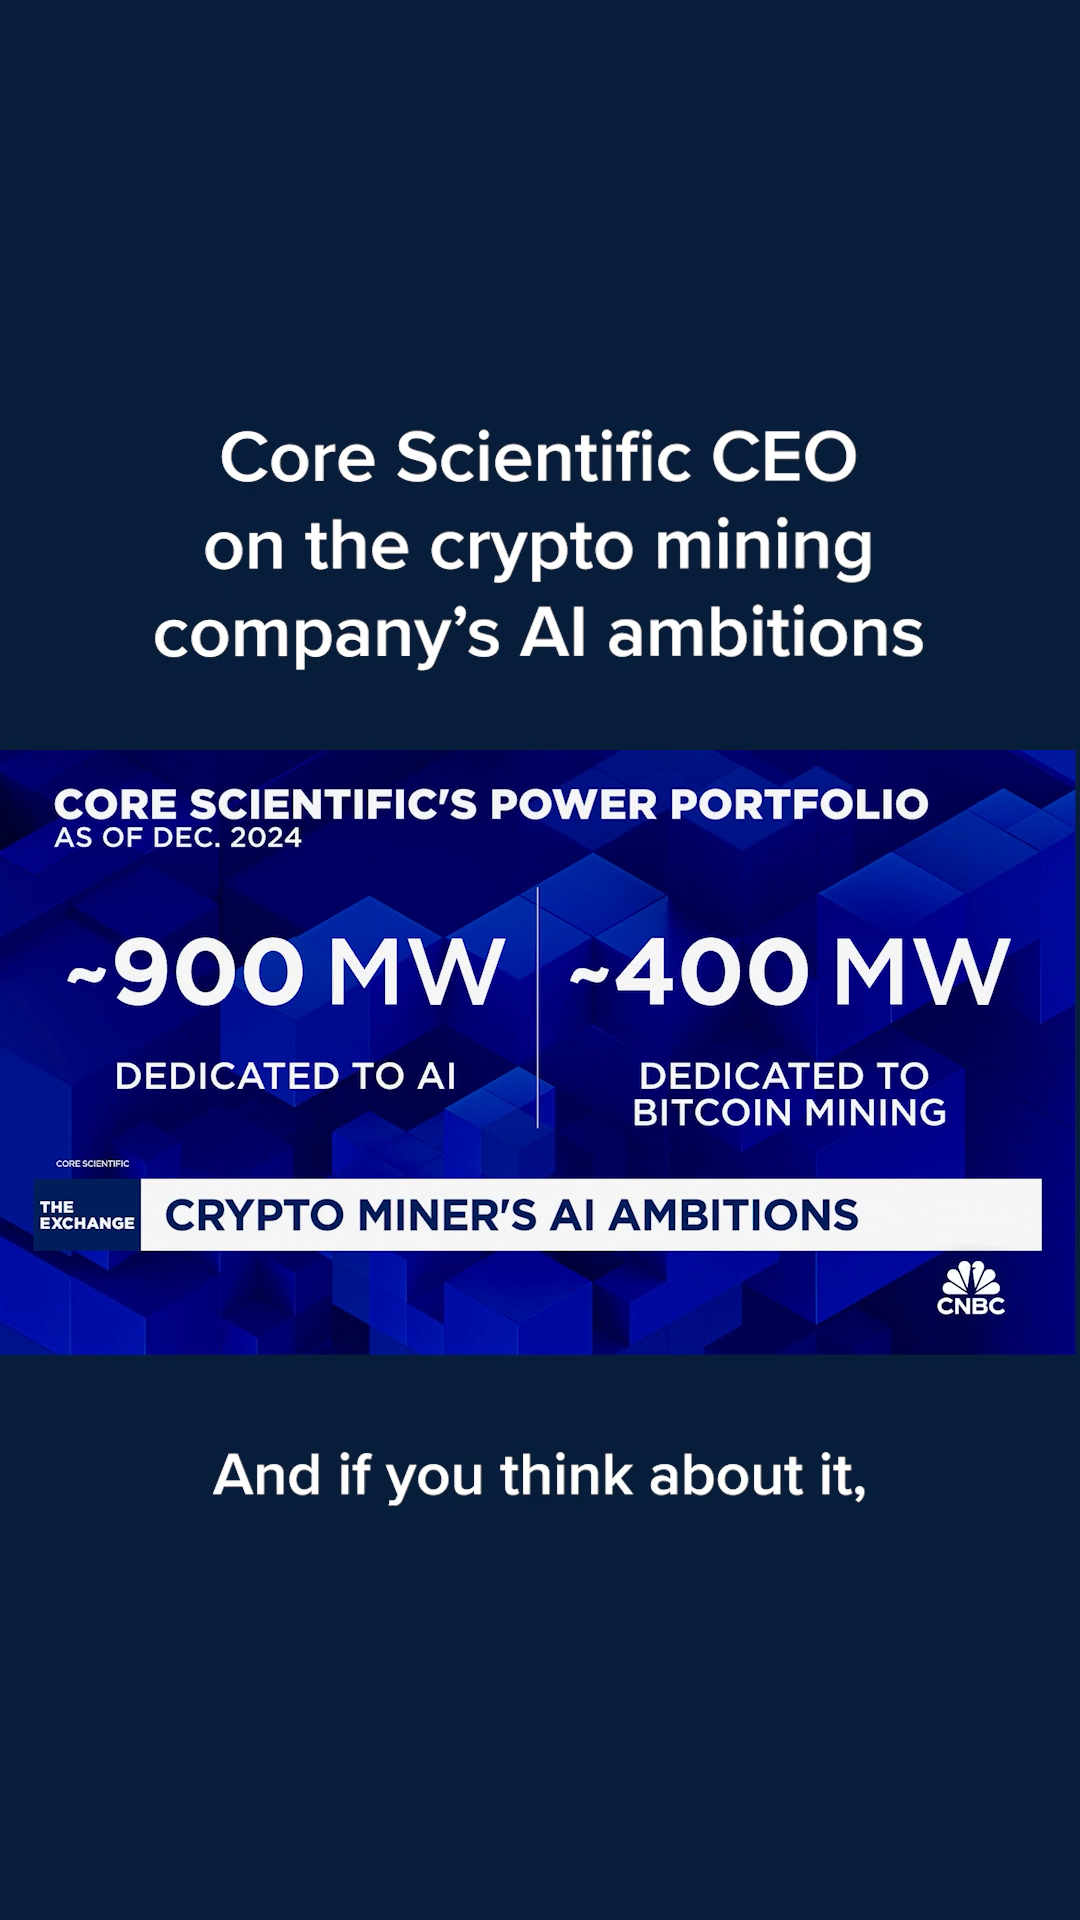 Core Scientific CEO
on the crypto mining
company’s AI ambitions
CORE SCIENTIFIC'S POWER PORTFOLIO
AS OF DEC. 2024
~900 MW
DEDICATED TO AI
~400 MW
DEDICATED TO
BITCOIN MINING
CORE SCIENTIFIC
THE
EXCHANGE
CRYPTO MINER'S AI AMBITIONS
CNBC
And if you think about it,